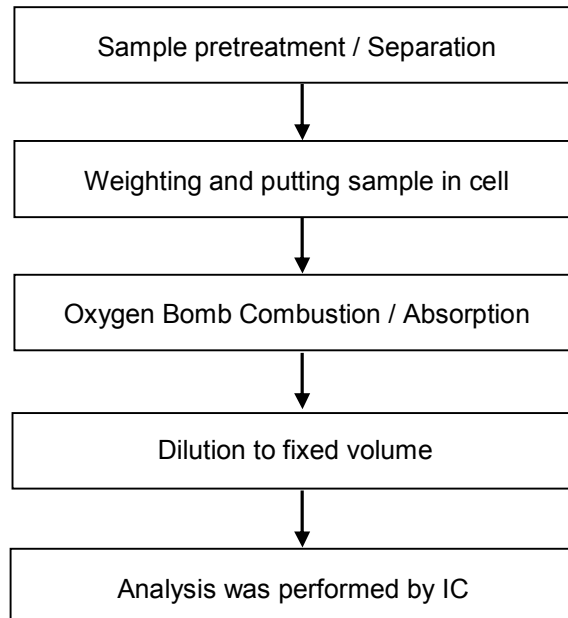 Sample pretreatment / Separation
Weighting and putting sample in cell
Oxygen Bomb Combustion / Absorption
Dilution to fixed volume
Analysis was performed by IC